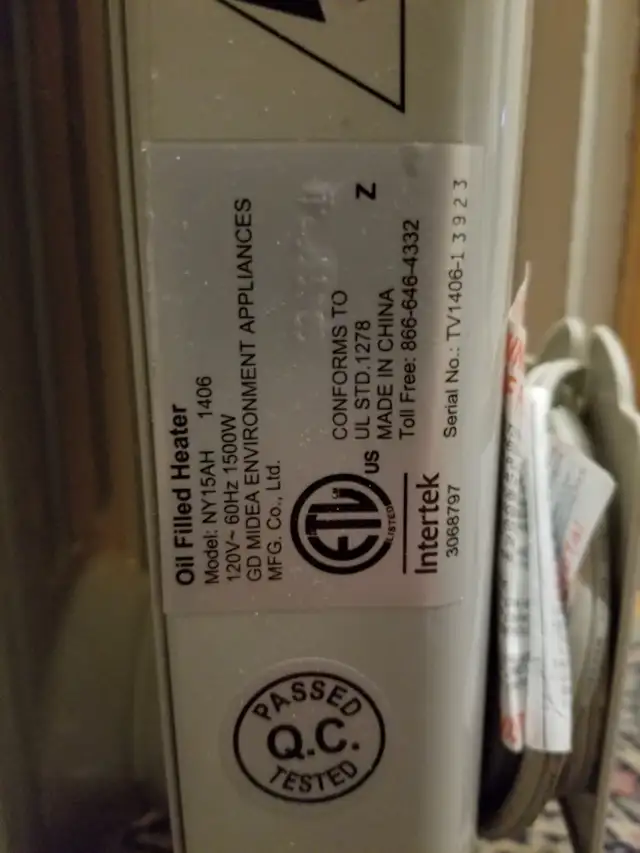 Oil Filled Heater
Model: NY15AH 1406
120V~ 60Hz 1500W
GD MIDEA ENVIRONMENT APPLIANCES
MFG. Co., Ltd.
ETL
LISTED
US
CONFORMS TO
UL STD.1278
MADE IN CHINA
Z
Intertek
3068797
Toll Free: 866-646-4332
Serial No.: TV1406-1 3 9 2 3
PASSED
Q.C.
TESTED